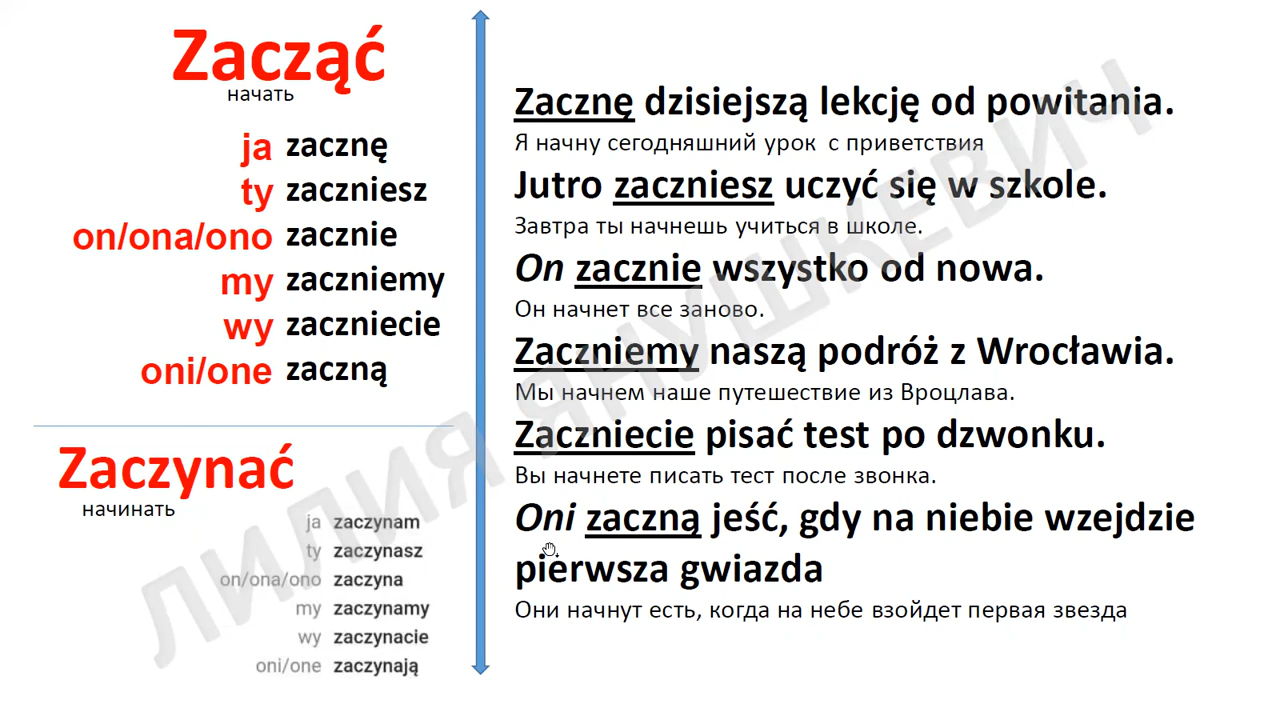 Zacząć
начать
ja zacznę
ty zaczniesz
on/ona/ono zacznie
my zaczniemy
wy zaczniecie
oni/one zaczną
Zaczynać
начинать
ja zaczynam
ty zaczynasz
on/ona/ono zaczyna
my zaczynamy
wy zaczynacie
oni/one zaczynają
Zacznę dzisiejszą lekcję od powitania.
Я начну сегодняшний урок с приветствия
Jutro zaczniesz uczyć się w szkole.
Завтра ты начнешь учиться в школе.
On zacznie wszystko od nowa.
Он начнет все заново.
Zaczniemy naszą podróż z Wrocławia.
Мы начнем наше путешествие из Вроцлава.
Zaczniecie pisać test po dzwonku.
Вы начнете писать тест после звонка.
Oni zaczną jeść, gdy na niebie wzejdzie
pierwsza gwiazda
Они начнут есть, когда на небе взойдет первая звезда
ЛИЛИЯ ЯНУШКЕВИЧ